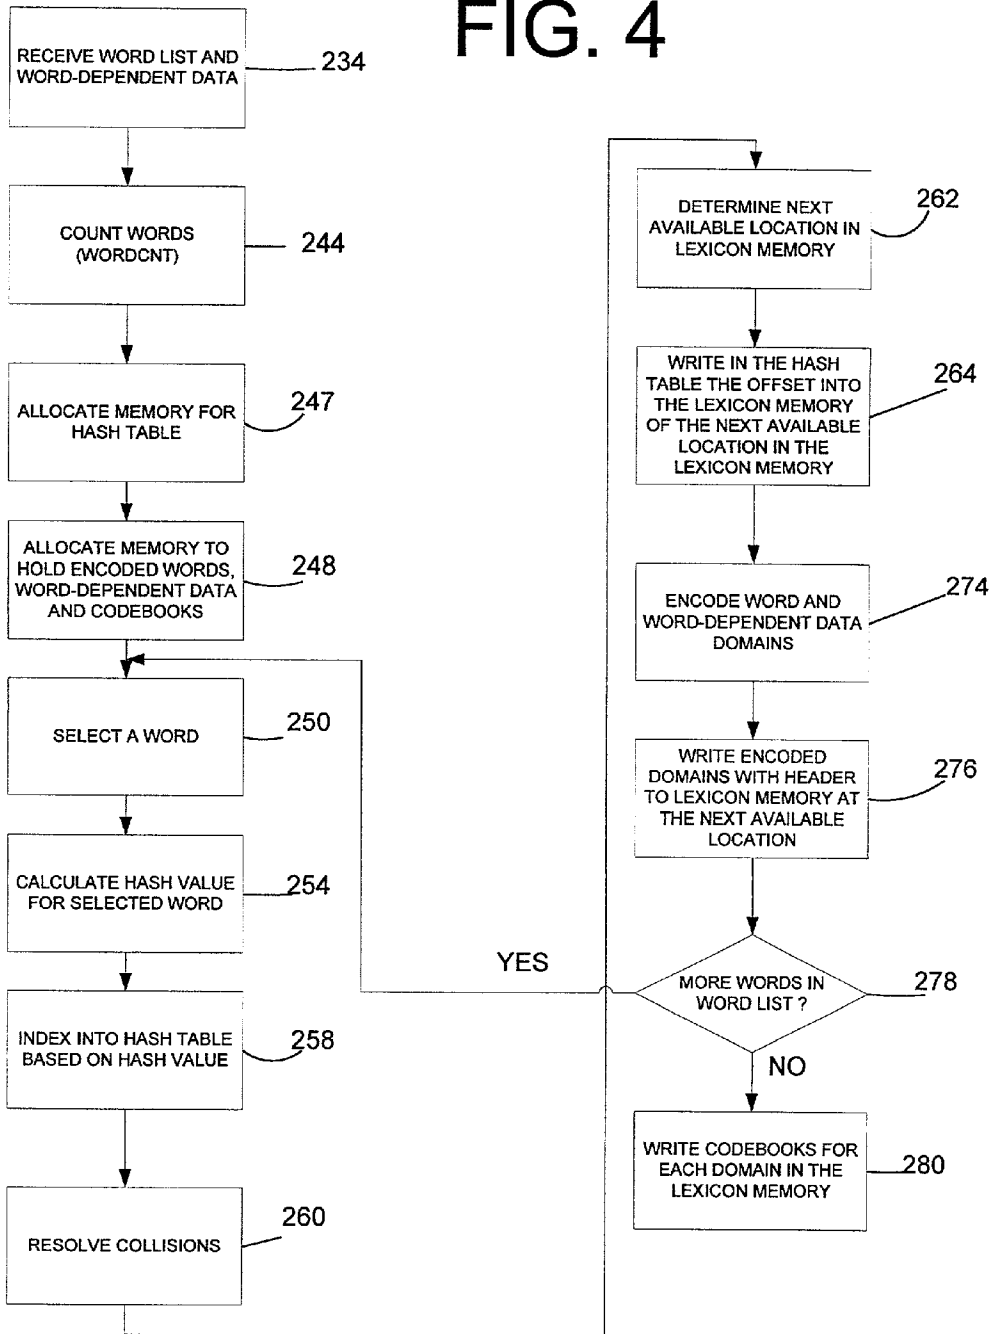 FIG. 4
RECEIVE WORD LIST AND
WORD-DEPENDENT DATA
234
COUNT WORDS
(WORDCNT)
244
ALLOCATE MEMORY FOR
HASH TABLE
247
ALLOCATE MEMORY TO
HOLD ENCODED WORDS,
WORD-DEPENDENT DATA
AND CODEBOOKS
248
SELECT A WORD
250
CALCULATE HASH VALUE
FOR SELECTED WORD
254
INDEX INTO HASH TABLE
BASED ON HASH VALUE
258
RESOLVE COLLISIONS
260
DETERMINE NEXT
AVAILABLE LOCATION IN
LEXICON MEMORY
262
WRITE IN THE HASH
TABLE THE OFFSET INTO
THE LEXICON MEMORY
OF THE NEXT AVAILABLE
LOCATION IN THE
LEXICON MEMORY
264
ENCODE WORD AND
WORD-DEPENDENT DATA
DOMAINS
274
WRITE ENCODED
DOMAINS WITH HEADER
TO LEXICON MEMORY AT
THE NEXT AVAILABLE
LOCATION
276
MORE WORDS IN
WORD LIST ?
278
YES
NO
WRITE CODEBOOKS FOR
EACH DOMAIN IN THE
LEXICON MEMORY
280